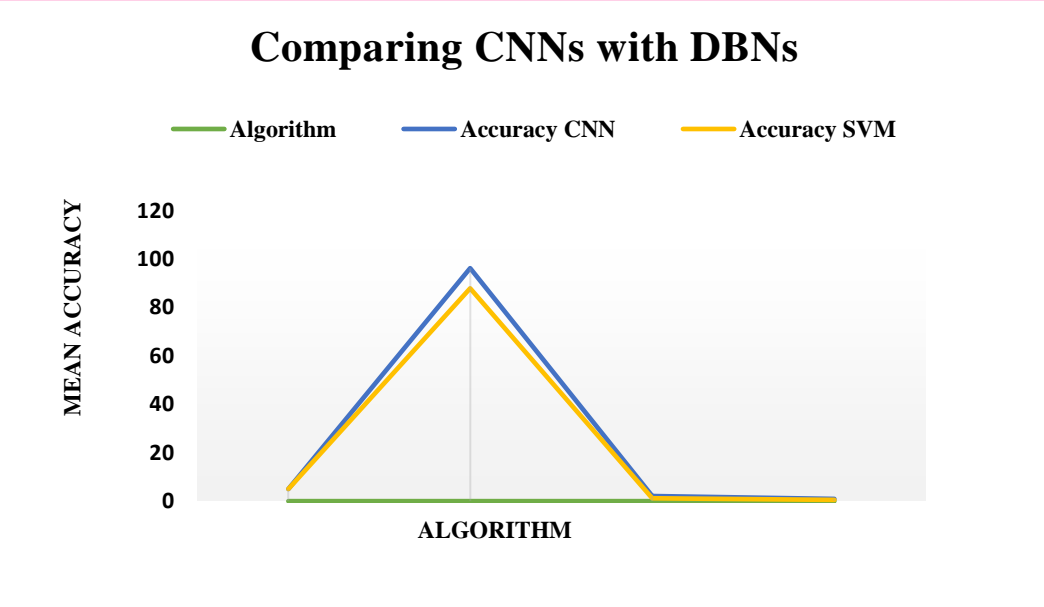 Comparing CNNs with DBNs
Algorithm Accuracy CNN Accuracy SVM
MEAN ACCURACY
120
100
80
60
40
20
0
ALGORITHM